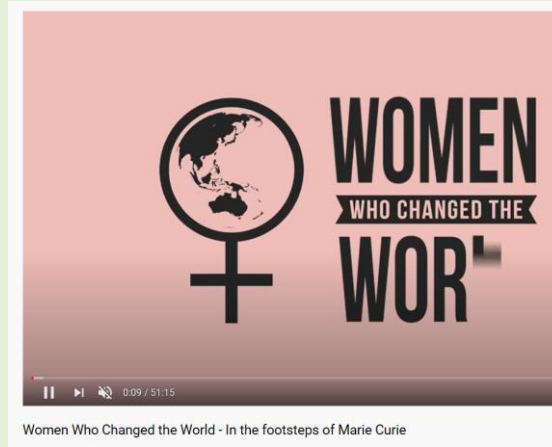 WOMEN
WHO CHANGED THE
WOR
0:09 / 51:15
Women Who Changed the World - In the footsteps of Marie Curie